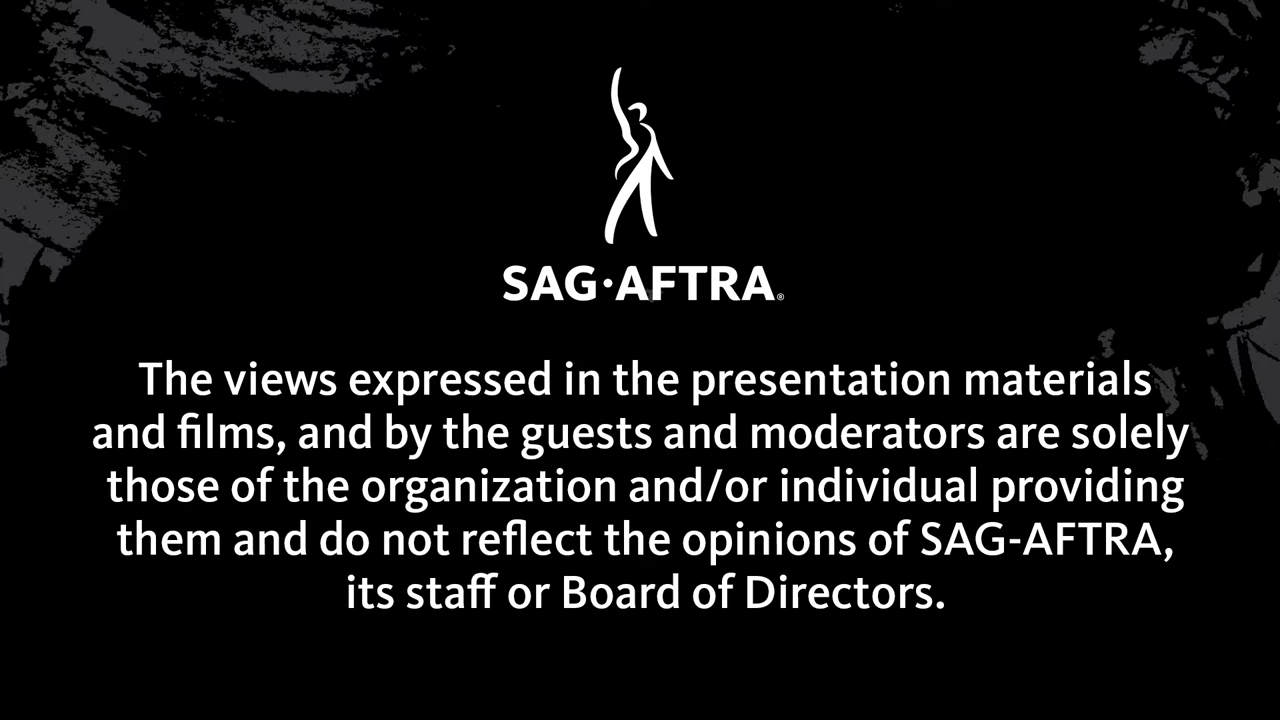 SAG·AFTRA®
The views expressed in the presentation materials
and films, and by the guests and moderators are solely
those of the organization and/or individual providing
them and do not reflect the opinions of SAG-AFTRA,
its staff or Board of Directors.